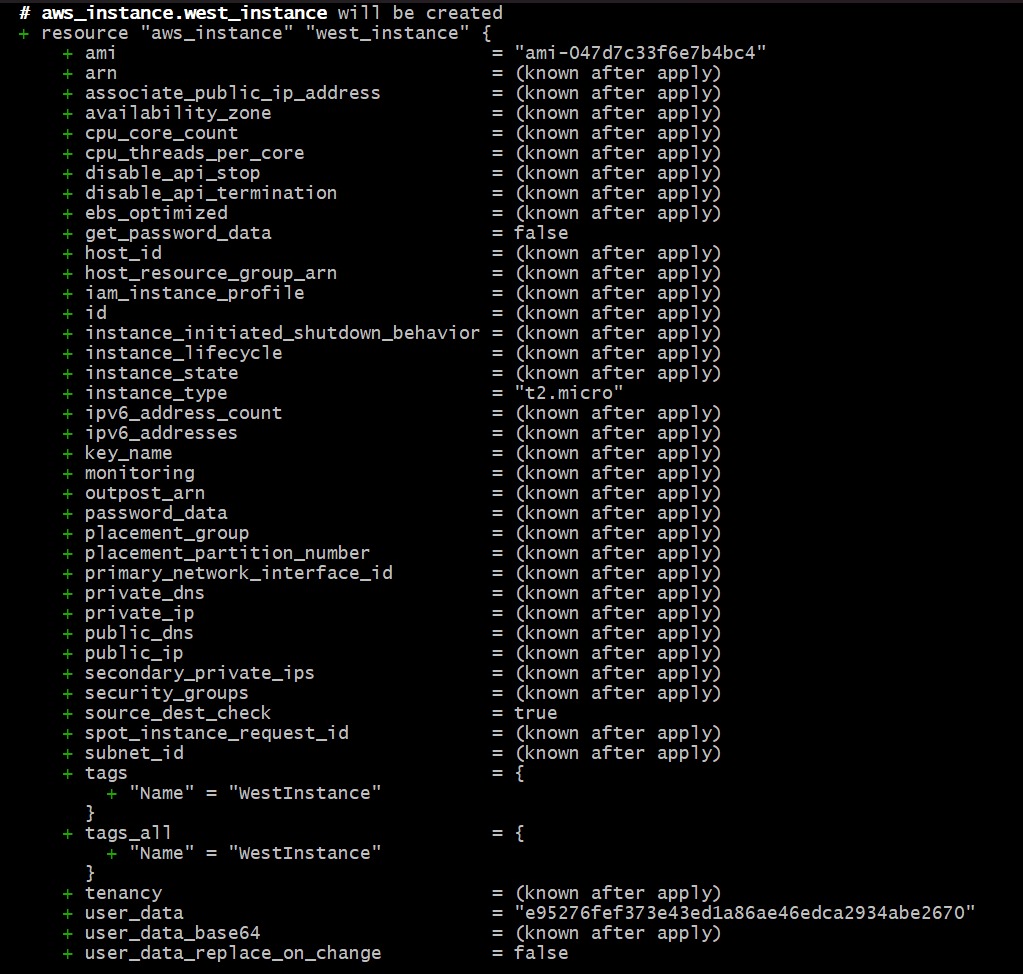 # aws_instance.west_instance will be created
+ resource "aws_instance" "west_instance" {
+ ami = "ami-047d7c33f6e7b4bc4"
+ arn = (known after apply)
+ associate_public_ip_address = (known after apply)
+ availability_zone = (known after apply)
+ cpu_core_count = (known after apply)
+ cpu_threads_per_core = (known after apply)
+ disable_api_stop = (known after apply)
+ disable_api_termination = (known after apply)
+ ebs_optimized = (known after apply)
+ get_password_data = false
+ host_id = (known after apply)
+ host_resource_group_arn = (known after apply)
+ iam_instance_profile = (known after apply)
+ id = (known after apply)
+ instance_initiated_shutdown_behavior = (known after apply)
+ instance_lifecycle = (known after apply)
+ instance_state = (known after apply)
+ instance_type = "t2.micro"
+ ipv6_address_count = (known after apply)
+ ipv6_addresses = (known after apply)
+ key_name = (known after apply)
+ monitoring = (known after apply)
+ outpost_arn = (known after apply)
+ password_data = (known after apply)
+ placement_group = (known after apply)
+ placement_partition_number = (known after apply)
+ primary_network_interface_id = (known after apply)
+ private_dns = (known after apply)
+ private_ip = (known after apply)
+ public_dns = (known after apply)
+ public_ip = (known after apply)
+ secondary_private_ips = (known after apply)
+ security_groups = (known after apply)
+ source_dest_check = true
+ spot_instance_request_id = (known after apply)
+ subnet_id = (known after apply)
+ tags = {
+ "Name" = "WestInstance"
}
+ tags_all = {
+ "Name" = "WestInstance"
}
+ tenancy = (known after apply)
+ user_data = "e95276fef373e43ed1a86ae46edca2934abe2670"
+ user_data_base64 = (known after apply)
+ user_data_replace_on_change = false